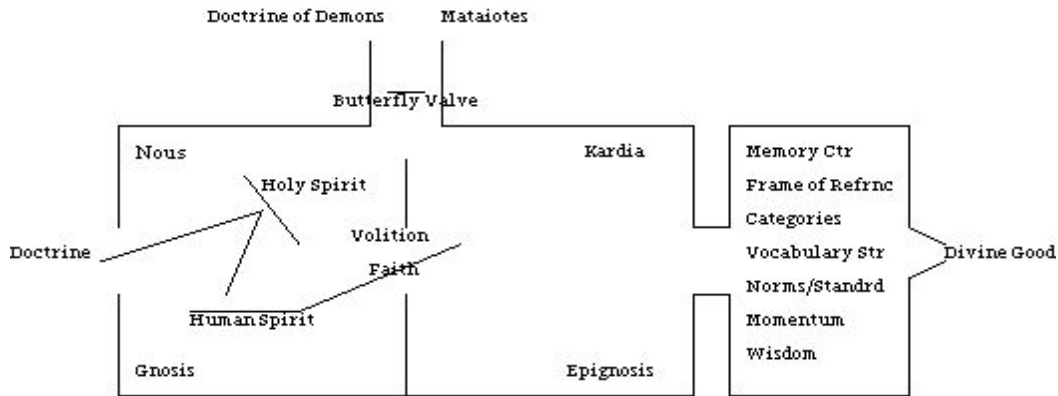 Doctrine of Demons
Mataiotes
Butterfly Valve
Nous
Kardia
Memory Ctr
Holy Spirit
Frame of Refrnc
Categories
Volition
Doctrine
Vocabulary Str
Divine Good
Faith
Norms/Standrd
Human Spirit
Momentum
Wisdom
Gnosis
Epignosis